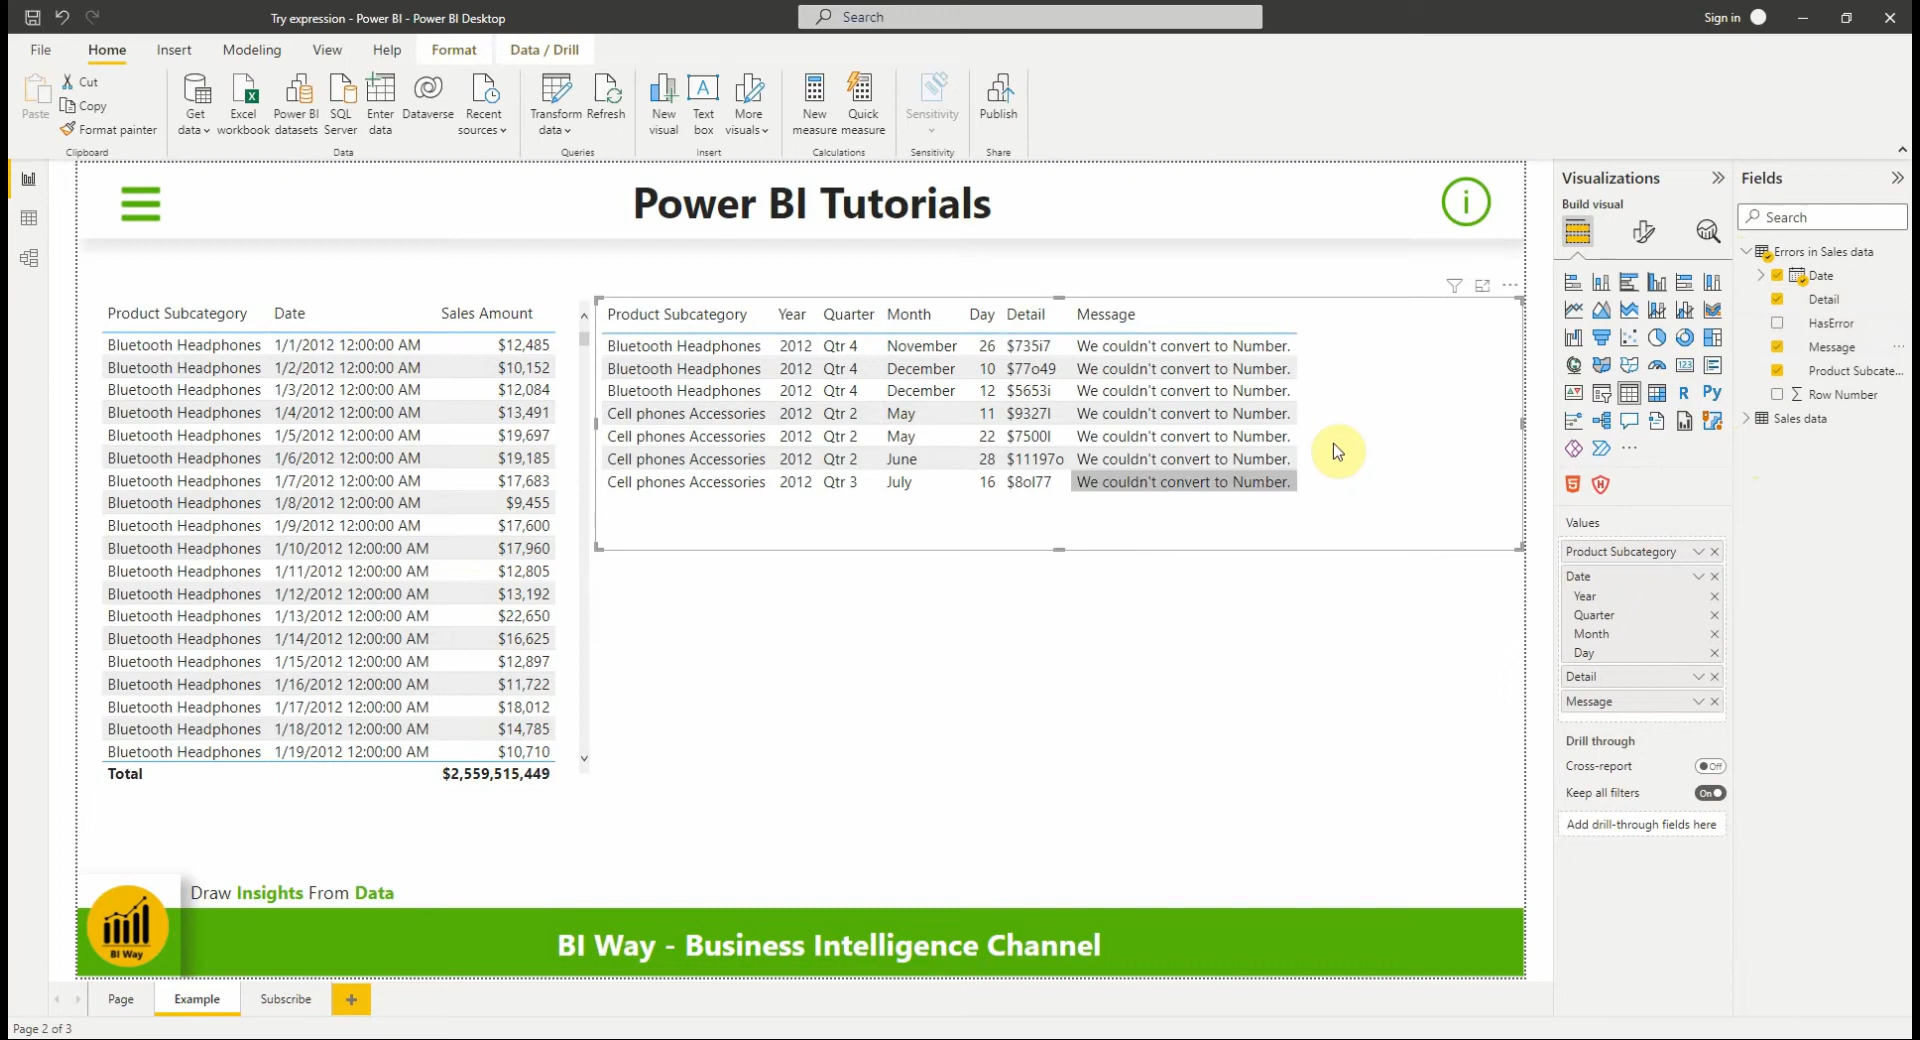 Try expression - Power BI - Power BI Desktop
Search
Sign in
File Home Insert Modeling View Help Format Data / Drill
Paste
Cut
Copy
Format painter
Get data
Excel workbook
Power BI datasets
SQL Server
Enter data
Dataverse
Recent sources
Transform data
Refresh
New visual
Text box
More visuals
New measure
Quick measure
Sensitivity
Publish
Clipboard Data Queries Insert Calculations Sensitivity Share
Power BI Tutorials
Product Subcategory Date Sales Amount
Bluetooth Headphones 1/1/2012 12:00:00 AM $12,485
Bluetooth Headphones 1/2/2012 12:00:00 AM $10,152
Bluetooth Headphones 1/3/2012 12:00:00 AM $12,084
Bluetooth Headphones 1/4/2012 12:00:00 AM $13,491
Bluetooth Headphones 1/5/2012 12:00:00 AM $19,697
Bluetooth Headphones 1/6/2012 12:00:00 AM $19,185
Bluetooth Headphones 1/7/2012 12:00:00 AM $17,683
Bluetooth Headphones 1/8/2012 12:00:00 AM $9,455
Bluetooth Headphones 1/9/2012 12:00:00 AM $17,600
Bluetooth Headphones 1/10/2012 12:00:00 AM $17,960
Bluetooth Headphones 1/11/2012 12:00:00 AM $12,805
Bluetooth Headphones 1/12/2012 12:00:00 AM $13,192
Bluetooth Headphones 1/13/2012 12:00:00 AM $22,650
Bluetooth Headphones 1/14/2012 12:00:00 AM $16,625
Bluetooth Headphones 1/15/2012 12:00:00 AM $12,897
Bluetooth Headphones 1/16/2012 12:00:00 AM $11,722
Bluetooth Headphones 1/17/2012 12:00:00 AM $18,012
Bluetooth Headphones 1/18/2012 12:00:00 AM $14,785
Bluetooth Headphones 1/19/2012 12:00:00 AM $10,710
Total $2,559,515,449
Product Subcategory Year Quarter Month Day Detail Message
Bluetooth Headphones 2012 Qtr 4 November 26 $735i7 We couldn't convert to Number.
Bluetooth Headphones 2012 Qtr 4 December 10 $77o49 We couldn't convert to Number.
Bluetooth Headphones 2012 Qtr 4 December 12 $5653i We couldn't convert to Number.
Cell phones Accessories 2012 Qtr 2 May 11 $9327l We couldn't convert to Number.
Cell phones Accessories 2012 Qtr 2 May 22 $7500l We couldn't convert to Number.
Cell phones Accessories 2012 Qtr 2 June 28 $11197o We couldn't convert to Number.
Cell phones Accessories 2012 Qtr 3 July 16 $8ol77 We couldn't convert to Number.
Draw Insights From Data
BI Way
BI Way - Business Intelligence Channel
Page Example Subscribe
Page 2 of 3
Visualizations
Build visual
R Py
Values
Product Subcategory
Date
Year
Quarter
Month
Day
Detail
Message
Drill through
Cross-report Off
Keep all filters On
Add drill-through fields here
Fields
Search
Errors in Sales data
Date
Detail
HasError
Message
Product Subcate...
Row Number
Sales data